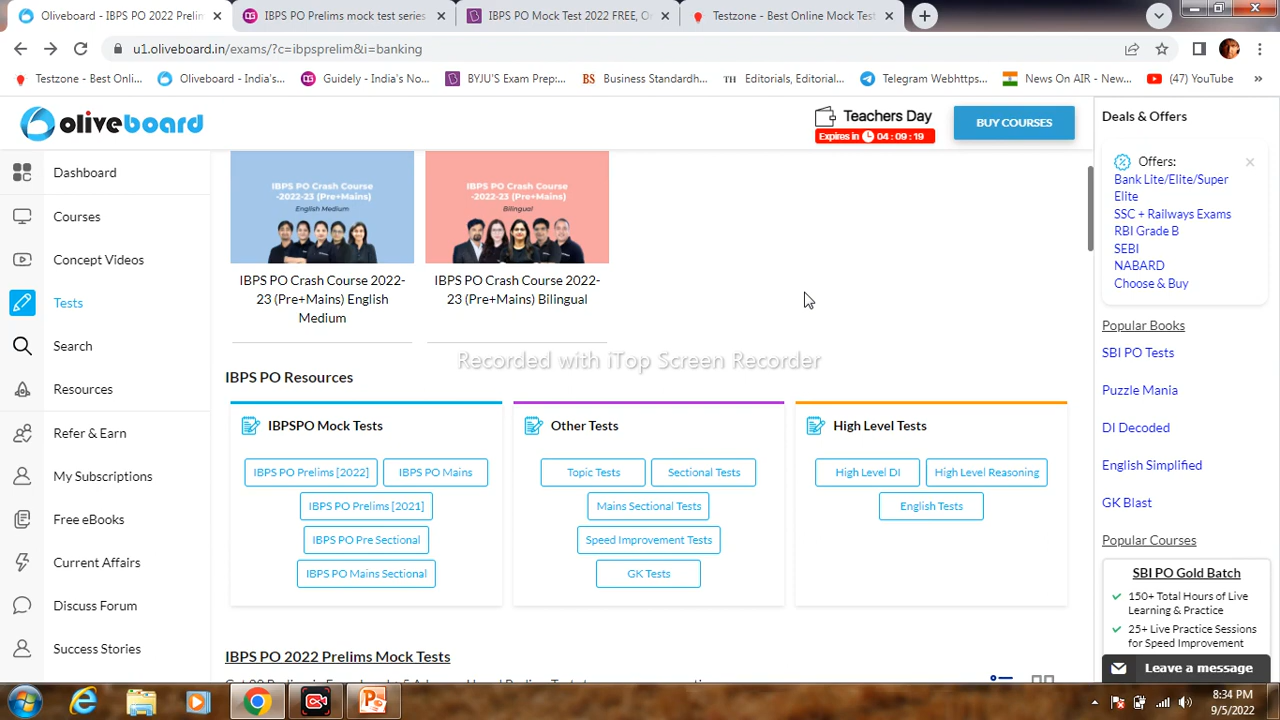 Oliveboard - IBPS PO 2022 Prelim
IBPS PO Prelims mock test series
IBPS PO Mock Test 2022 FREE, O
Testzone - Best Online Mock Test
u1.oliveboard.in/exams/?c=ibpsprelim&i=banking
Testzone - Best Onli...
Oliveboard - India's...
Guidely - India's No...
BYJU'S Exam Prep:...
BS Business Standardh...
TH Editorials, Editorial...
Telegram Webhttps...
News On AIR - New...
(47) YouTube
»
oliveboard
Teachers Day
Expires in 04 : 09 : 19
BUY COURSES
Dashboard
Courses
Concept Videos
Tests
Search
Resources
Refer & Earn
My Subscriptions
Free eBooks
Current Affairs
Discuss Forum
Success Stories
IBPS PO Crash Course
-2022-23 (Pre+Mains)
English Medium
IBPS PO Crash Course
-2022-23 (Pre+Mains)
Bilingual
IBPS PO Crash Course 2022-
23 (Pre+Mains) English
Medium
IBPS PO Crash Course 2022-
23 (Pre+Mains) Bilingual
Recorded with iTop Screen Recorder
IBPS PO Resources
IBPSPO Mock Tests
IBPS PO Prelims [2022]
IBPS PO Mains
IBPS PO Prelims [2021]
IBPS PO Pre Sectional
IBPS PO Mains Sectional
Other Tests
Topic Tests
Sectional Tests
Mains Sectional Tests
Speed Improvement Tests
GK Tests
High Level Tests
High Level DI
High Level Reasoning
English Tests
IBPS PO 2022 Prelims Mock Tests
Deals & Offers
Offers:
Bank Lite/Elite/Super
Elite
SSC + Railways Exams
RBI Grade B
SEBI
NABARD
Choose & Buy
Popular Books
SBI PO Tests
Puzzle Mania
DI Decoded
English Simplified
GK Blast
Popular Courses
SBI PO Gold Batch
150+ Total Hours of Live
Learning & Practice
25+ Live Practice Sessions
for Speed Improvement
Leave a message
8:34 PM
9/5/2022